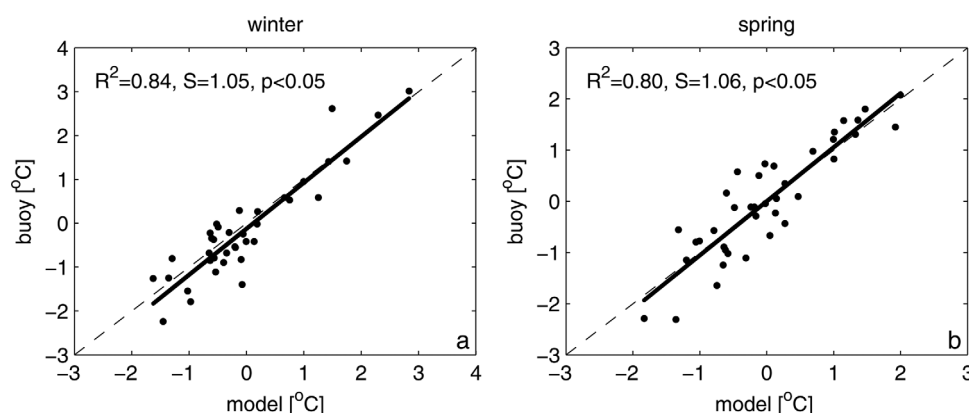 winter
R²=0.84, S=1.05, p<0.05
buoy [°C]
4
3
2
1
0
−1
−2
−3
−3 −2 −1 0 1 2 3 4
a
model [°C]
spring
R²=0.80, S=1.06, p<0.05
buoy [°C]
3
2
1
0
−1
−2
−3
−3 −2 −1 0 1 2 3
b
model [°C]